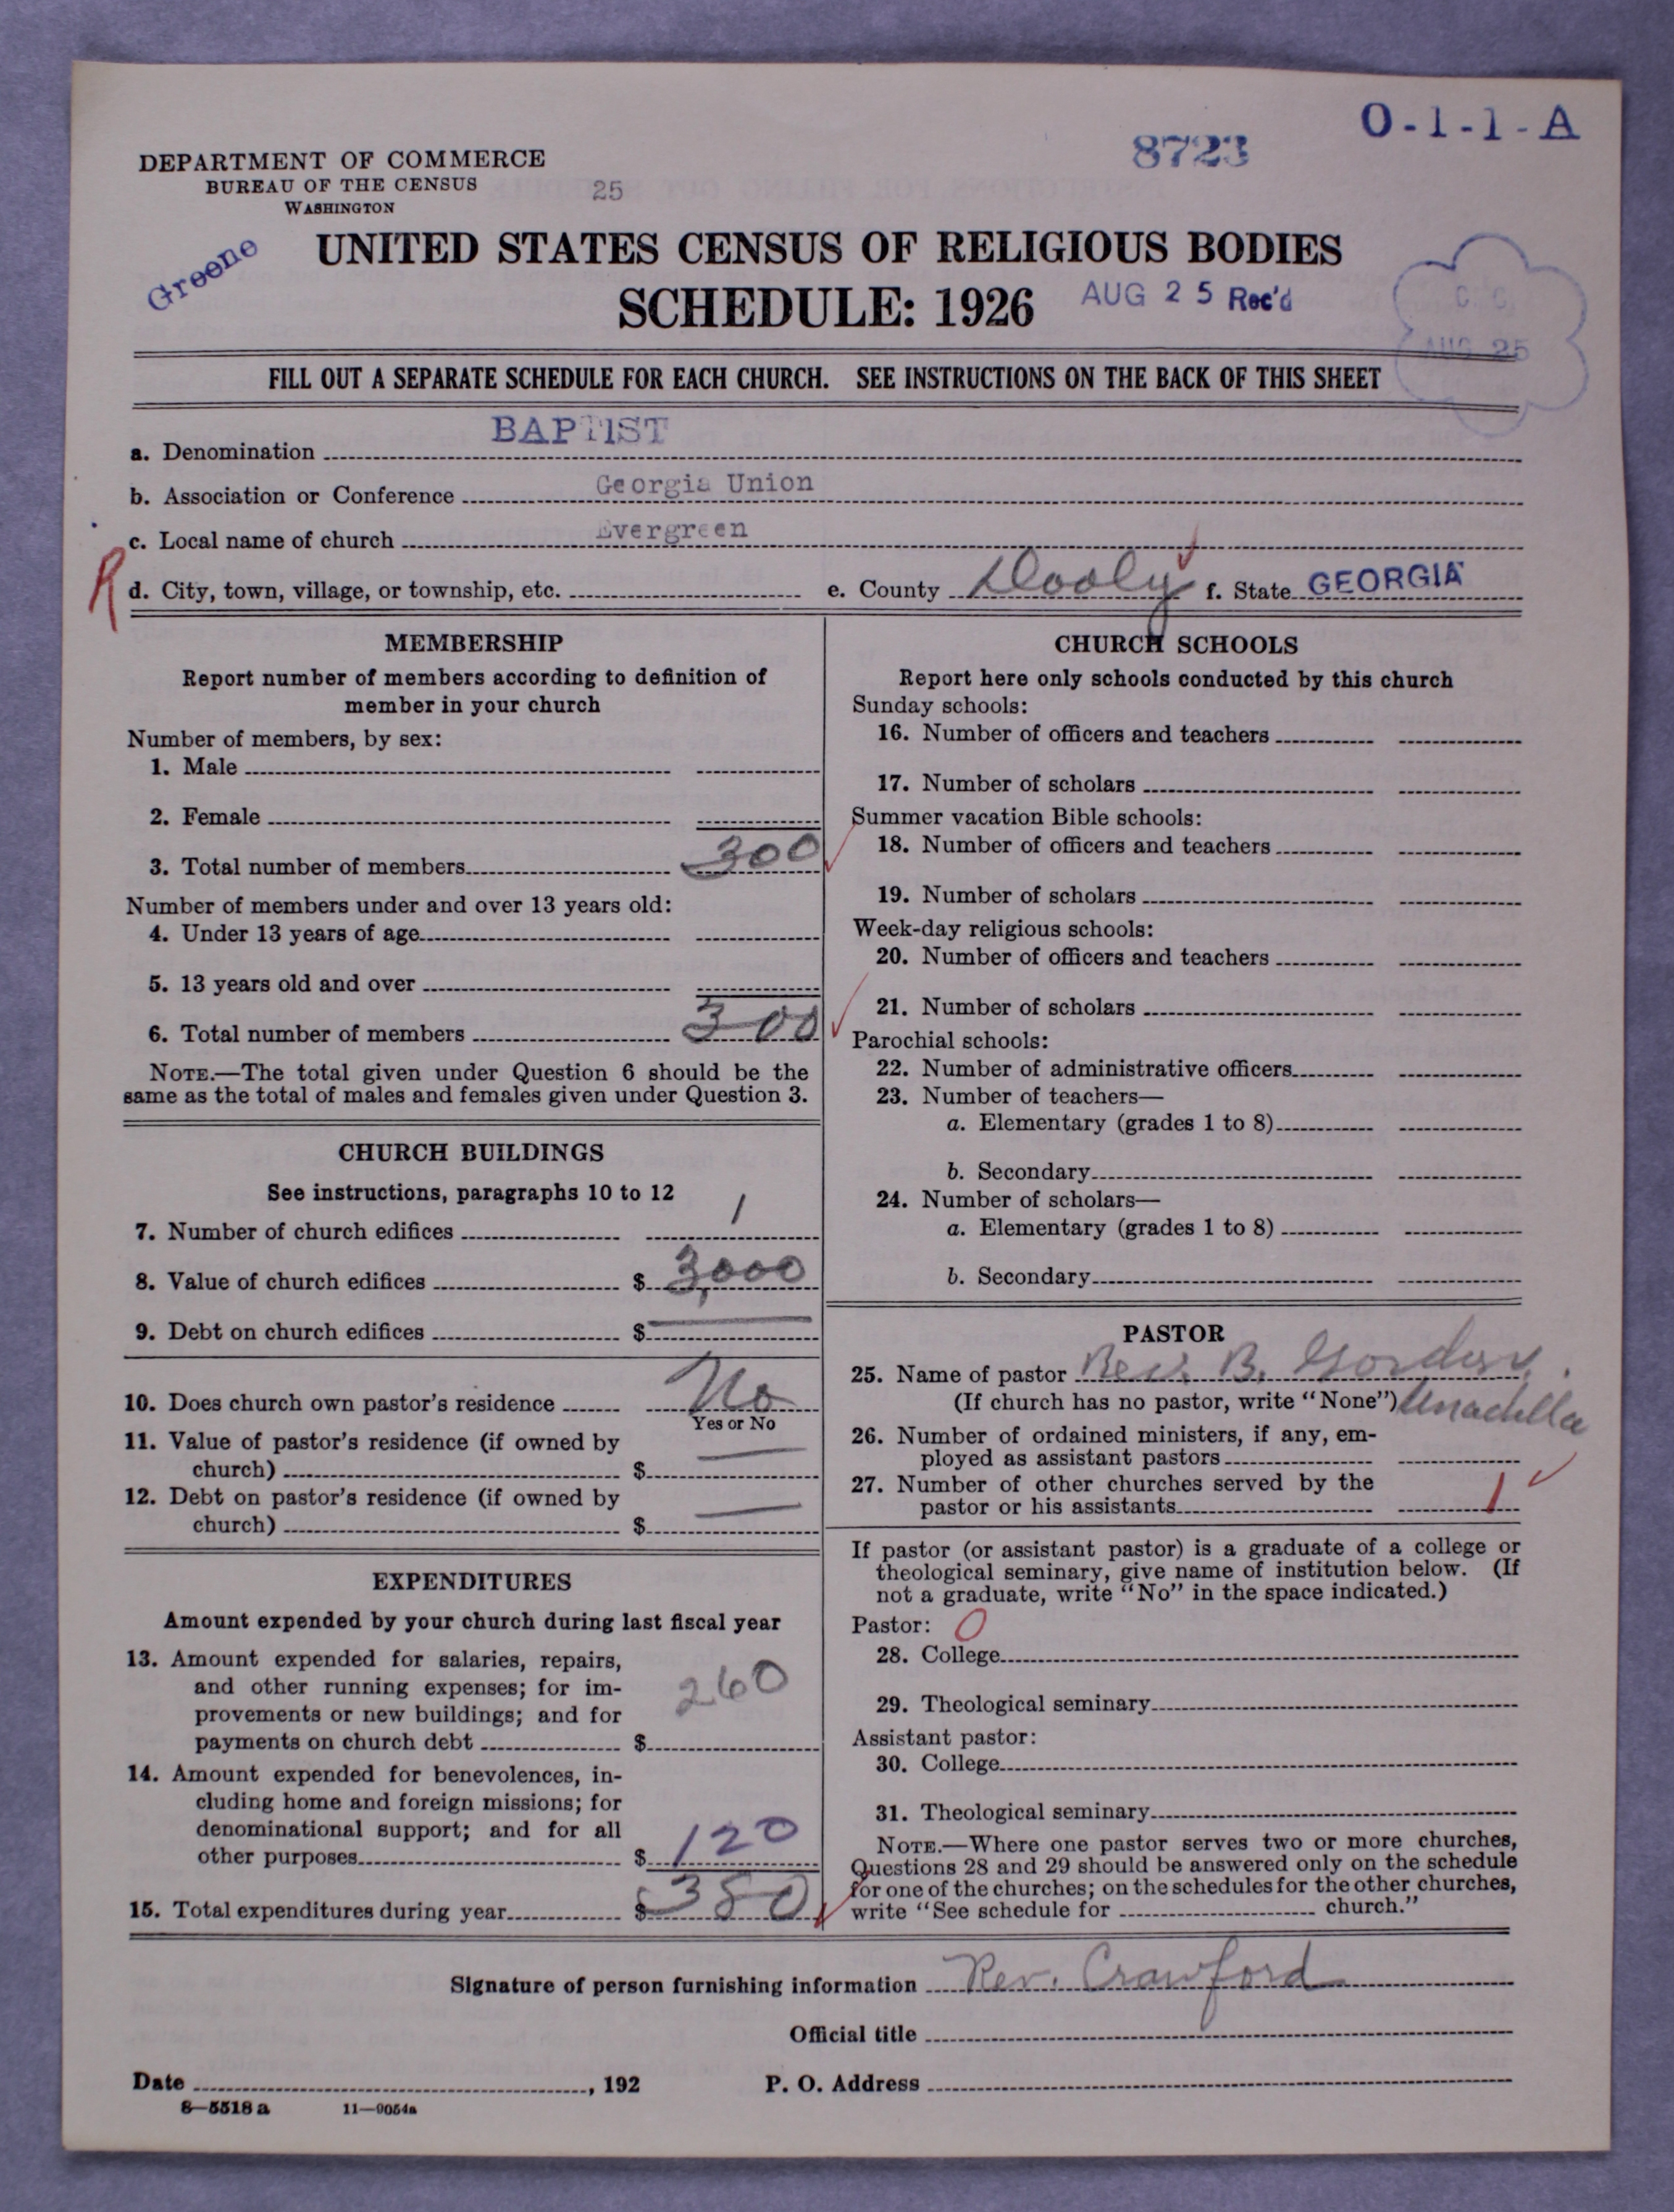 O-1-1-A
8723
DEPARTMENT OF COMMERCE
BUREAU OF THE CENSUS
WASHINGTON
25
Greene
UNITED STATES CENSUS OF RELIGIOUS BODIES
SCHEDULE: 1926
AUG 25 Rec'd
C. C.
AUG 25
FILL OUT A SEPARATE SCHEDULE FOR EACH CHURCH. SEE INSTRUCTIONS ON THE BACK OF THIS SHEET
a. Denomination BAPTIST
b. Association or Conference Georgia Union
c. Local name of church Evergreen
R
d. City, town, village, or township, etc. e. County Dooly f. State GEORGIA
MEMBERSHIP
Report number of members according to definition of
member in your church
Number of members, by sex:
1. Male
2. Female
3. Total number of members 300
Number of members under and over 13 years old:
4. Under 13 years of age
5. 13 years old and over
6. Total number of members 300
NOTE.—The total given under Question 6 should be the
same as the total of males and females given under Question 3.
CHURCH BUILDINGS
See instructions, paragraphs 10 to 12
7. Number of church edifices 1
8. Value of church edifices $ 3,000
9. Debt on church edifices $
10. Does church own pastor's residence No
Yes or No
11. Value of pastor's residence (if owned by
church) $
12. Debt on pastor's residence (if owned by
church) $
EXPENDITURES
Amount expended by your church during last fiscal year
13. Amount expended for salaries, repairs,
and other running expenses; for im-
provements or new buildings; and for
payments on church debt $ 260
14. Amount expended for benevolences, in-
cluding home and foreign missions; for
denominational support; and for all
other purposes $ 120
15. Total expenditures during year $ 380
CHURCH SCHOOLS
Report here only schools conducted by this church
Sunday schools:
16. Number of officers and teachers
17. Number of scholars
Summer vacation Bible schools:
18. Number of officers and teachers
19. Number of scholars
Week-day religious schools:
20. Number of officers and teachers
21. Number of scholars
Parochial schools:
22. Number of administrative officers
23. Number of teachers—
a. Elementary (grades 1 to 8)
b. Secondary
24. Number of scholars—
a. Elementary (grades 1 to 8)
b. Secondary
PASTOR
25. Name of pastor Rev. B. Gordon
(If church has no pastor, write "None") Unadilla
26. Number of ordained ministers, if any, em-
ployed as assistant pastors
27. Number of other churches served by the
pastor or his assistants 1
If pastor (or assistant pastor) is a graduate of a college or
theological seminary, give name of institution below. (If
not a graduate, write "No" in the space indicated.)
Pastor: 0
28. College
29. Theological seminary
Assistant pastor:
30. College
31. Theological seminary
NOTE.—Where one pastor serves two or more churches,
Questions 28 and 29 should be answered only on the schedule
for one of the churches; on the schedules for the other churches,
write "See schedule for church."
Signature of person furnishing information Rev. Crawford
Official title
Date , 192 P. O. Address
8—5518 a 11—9054a